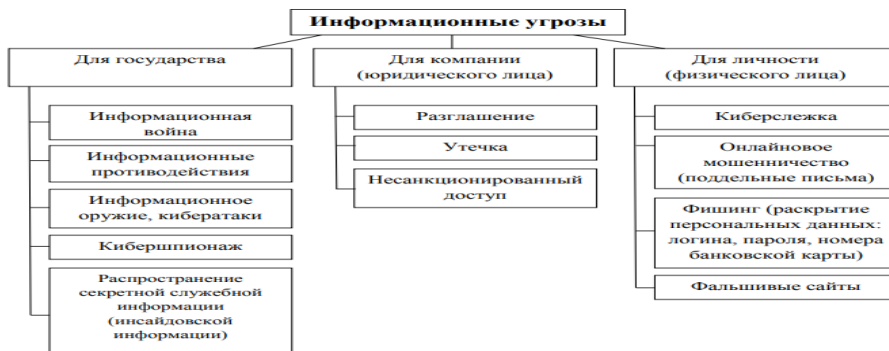 Информационные угрозы
Для государства
Информационная
война
Информационные
противодействия
Информационное
оружие, кибератаки
Кибершпионаж
Распространение
секретной служебной
информации
(инсайдовской
информации)
Для компании
(юридического лица)
Разглашение
Утечка
Несанкционированный
доступ
Для личности
(физического лица)
Киберслежка
Онлайновое
мошенничество
(поддельные письма)
Фишинг (раскрытие
персональных данных:
логина, пароля, номера
банковской карты)
Фальшивые сайты